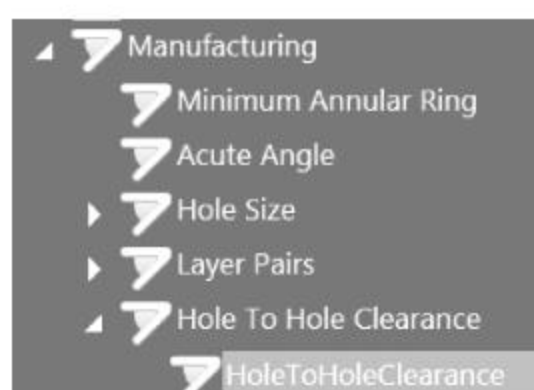 Manufacturing
Minimum Annular Ring
Acute Angle
Hole Size
Layer Pairs
Hole To Hole Clearance
HoleToHoleClearance